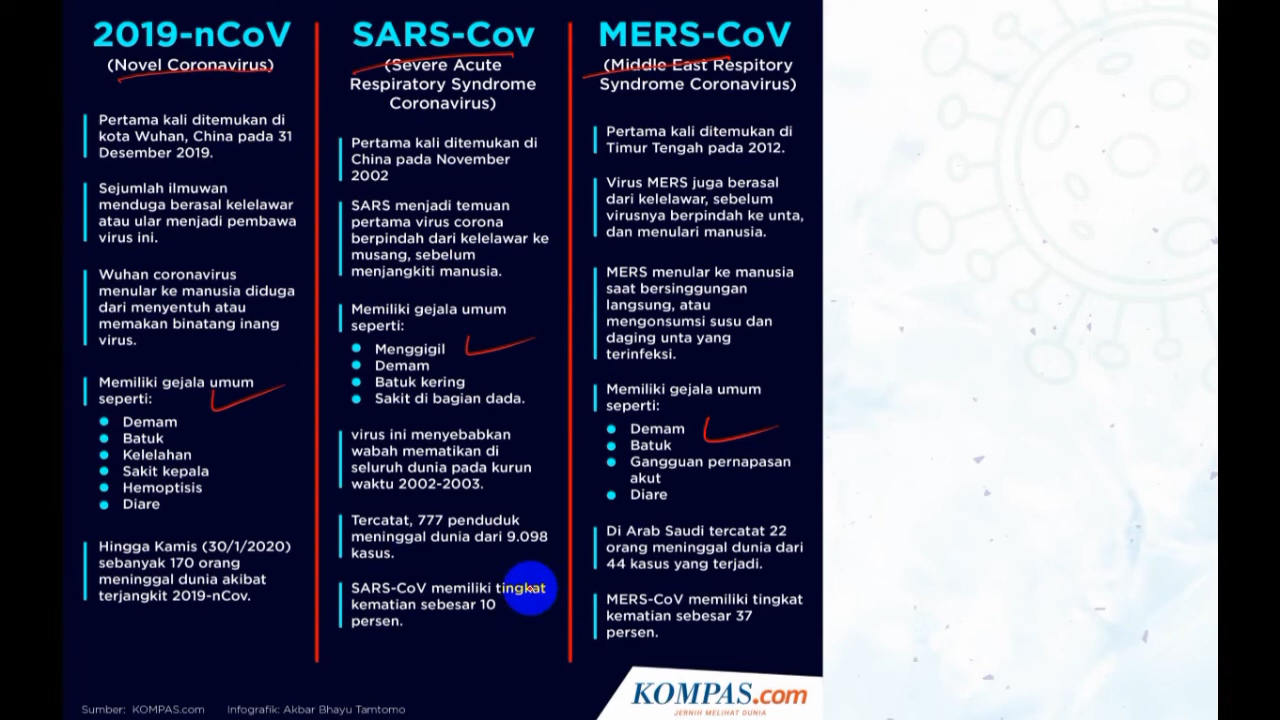 2019-nCoV
(Novel Coronavirus)
Pertama kali ditemukan di
kota Wuhan, China pada 31
Desember 2019.
Sejumlah ilmuwan
menduga berasal kelelawar
atau ular menjadi pembawa
virus ini.
Wuhan coronavirus
menular ke manusia diduga
dari menyentuh atau
memakan binatang inang
virus.
Memiliki gejala umum
seperti:
Demam
Batuk
Kelelahan
Sakit kepala
Hemoptisis
Diare
Hingga Kamis (30/1/2020)
sebanyak 170 orang
meninggal dunia akibat
terjangkit 2019-nCov.
SARS-Cov
(Severe Acute
Respiratory Syndrome
Coronavirus)
Pertama kali ditemukan di
China pada November
2002
SARS menjadi temuan
pertama virus corona
berpindah dari kelelawar ke
musang, sebelum
menjangkiti manusia.
Memiliki gejala umum
seperti:
Menggigil
Demam
Batuk kering
Sakit di bagian dada.
virus ini menyebabkan
wabah mematikan di
seluruh dunia pada kurun
waktu 2002-2003.
Tercatat, 777 penduduk
meninggal dunia dari 9.098
kasus.
SARS-CoV memiliki tingkat
kematian sebesar 10
persen.
MERS-CoV
(Middle East Respitory
Syndrome Coronavirus)
Pertama kali ditemukan di
Timur Tengah pada 2012.
Virus MERS juga berasal
dari kelelawar, sebelum
virusnya berpindah ke unta,
dan menulari manusia.
MERS menular ke manusia
saat bersinggungan
langsung, atau
mengonsumsi susu dan
daging unta yang
terinfeksi.
Memiliki gejala umum
seperti:
Demam
Batuk
Gangguan pernapasan
akut
Diare
Di Arab Saudi tercatat 22
orang meninggal dunia dari
44 kasus yang terjadi.
MERS-CoV memiliki tingkat
kematian sebesar 37
persen.
Sumber: KOMPAS.com Infografik: Akbar Bhayu Tamtomo
KOMPAS.com
JERNIH MELIHAT DUNIA